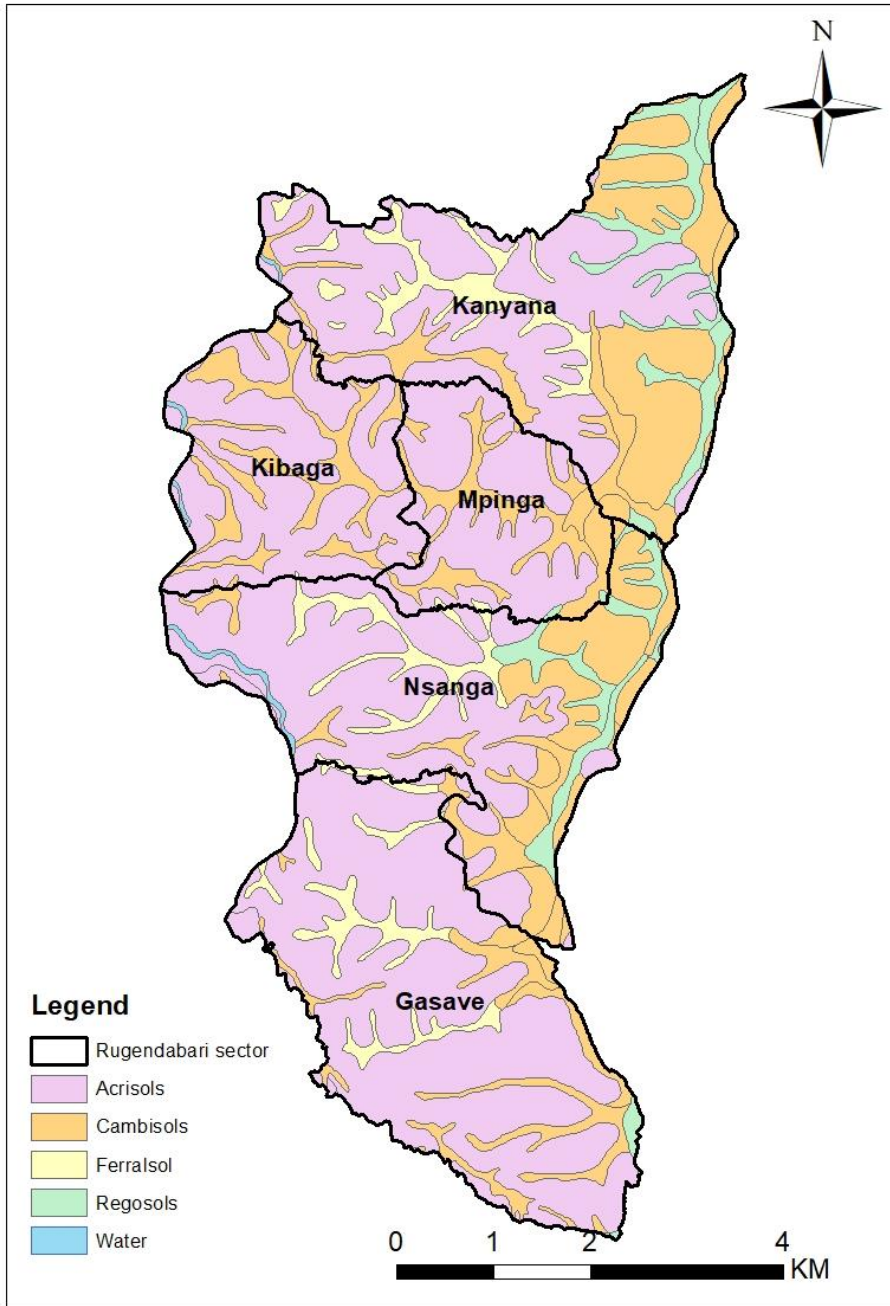 N
Kanyana
Kibaga
Mpinga
Nsanga
Gasave
Legend
Rugendabari sector
Acrisols
Cambisols
Ferralsol
Regosols
Water
0 1 2 4
KM